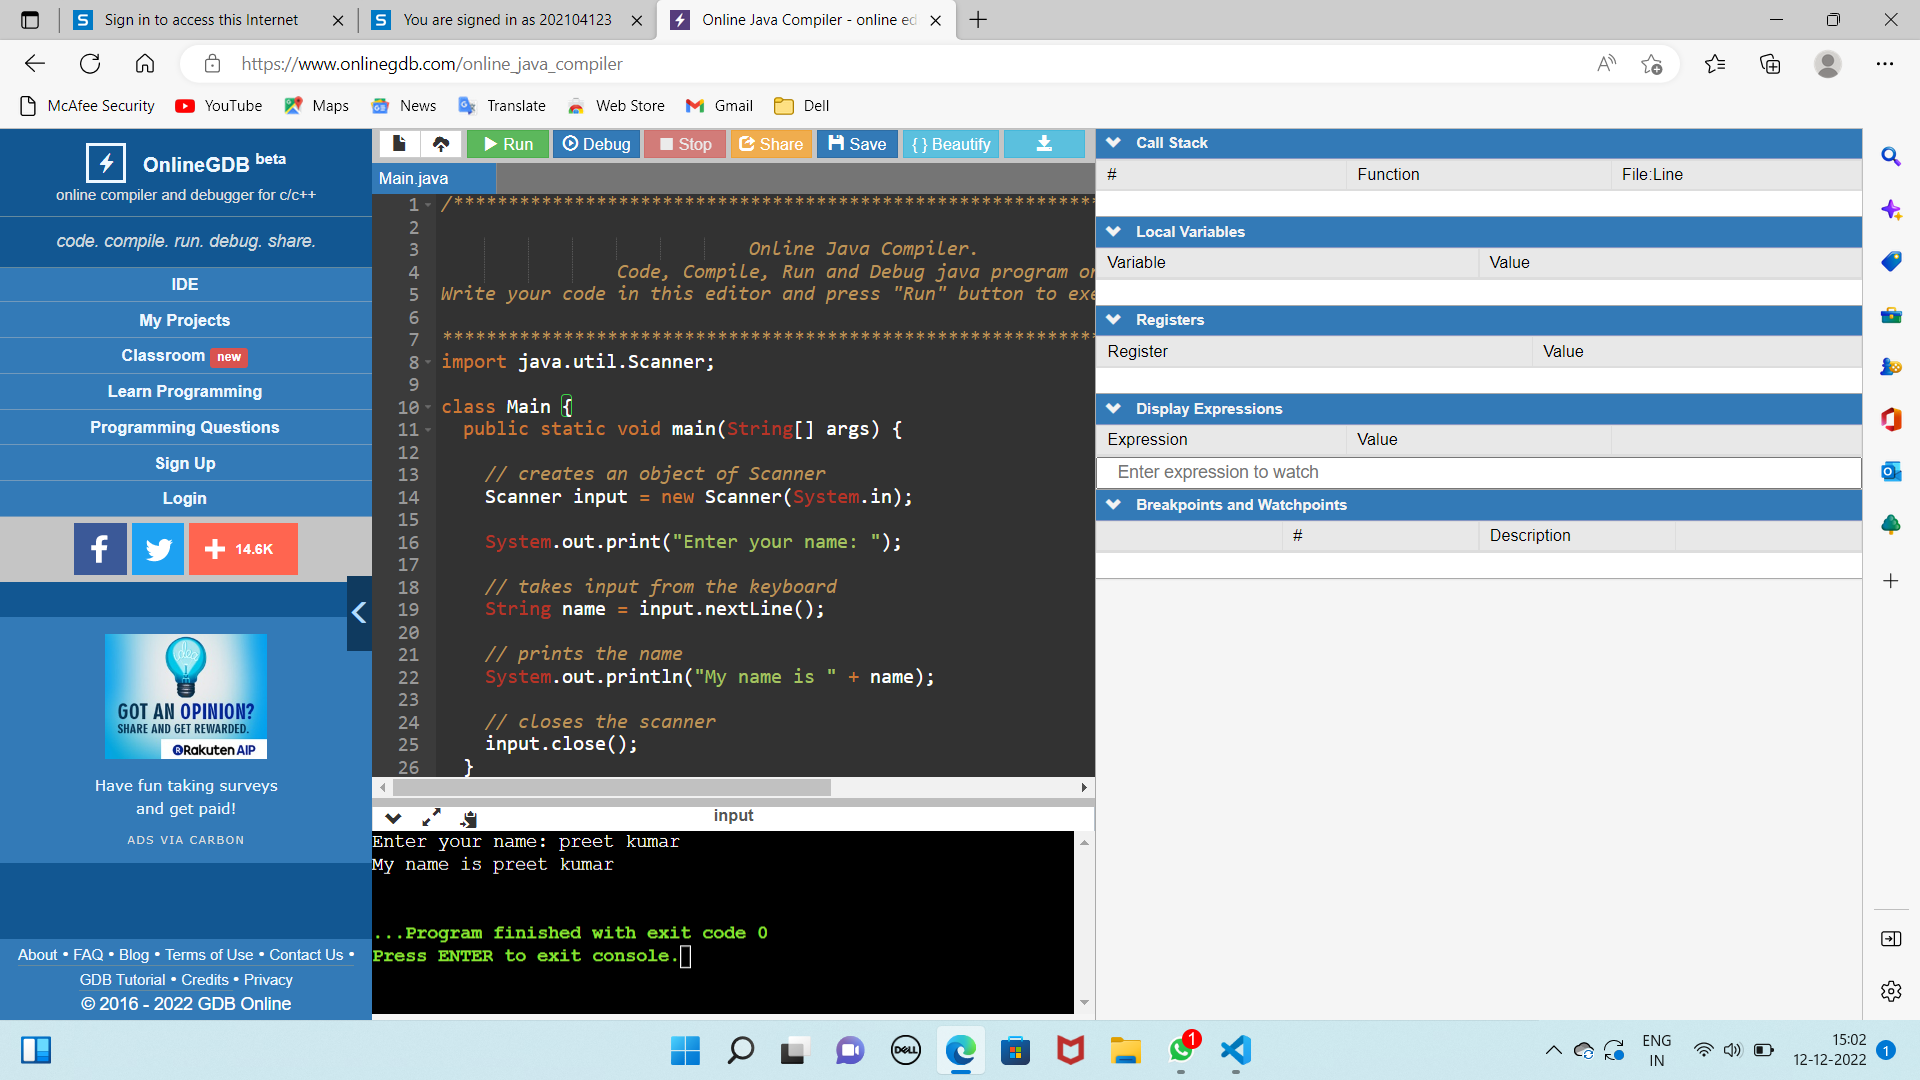 Sign in to access this Internet
You are signed in as 202104123
Online Java Compiler - online ed
https://www.onlinegdb.com/online_java_compiler
McAfee Security
YouTube
Maps
News
Translate
Web Store
Gmail
Dell
OnlineGDB beta
online compiler and debugger for c/c++
code. compile. run. debug. share.
IDE
My Projects
Classroom new
Learn Programming
Programming Questions
Sign Up
Login
14.6K
GOT AN OPINION?
SHARE AND GET REWARDED.
Rakuten AIP
Have fun taking surveys
and get paid!
ADS VIA CARBON
About • FAQ • Blog • Terms of Use • Contact Us •
GDB Tutorial • Credits • Privacy
© 2016 - 2022 GDB Online
Run
Debug
Stop
Share
Save
{ } Beautify
Main.java
1 /************************************************************
2
3 Online Java Compiler.
4 Code, Compile, Run and Debug java program on
5 Write your code in this editor and press "Run" button to exe
6
7 ************************************************************
8 import java.util.Scanner;
9
10 class Main {
11 public static void main(String[] args) {
12
13 // creates an object of Scanner
14 Scanner input = new Scanner(System.in);
15
16 System.out.print("Enter your name: ");
17
18 // takes input from the keyboard
19 String name = input.nextLine();
20
21 // prints the name
22 System.out.println("My name is " + name);
23
24 // closes the scanner
25 input.close();
26 }
input
Enter your name: preet kumar
My name is preet kumar
...Program finished with exit code 0
Press ENTER to exit console.
Call Stack
# Function File:Line
Local Variables
Variable Value
Registers
Register Value
Display Expressions
Expression Value
Enter expression to watch
Breakpoints and Watchpoints
# Description
DELL
1
ENG
IN
15:02
12-12-2022
1